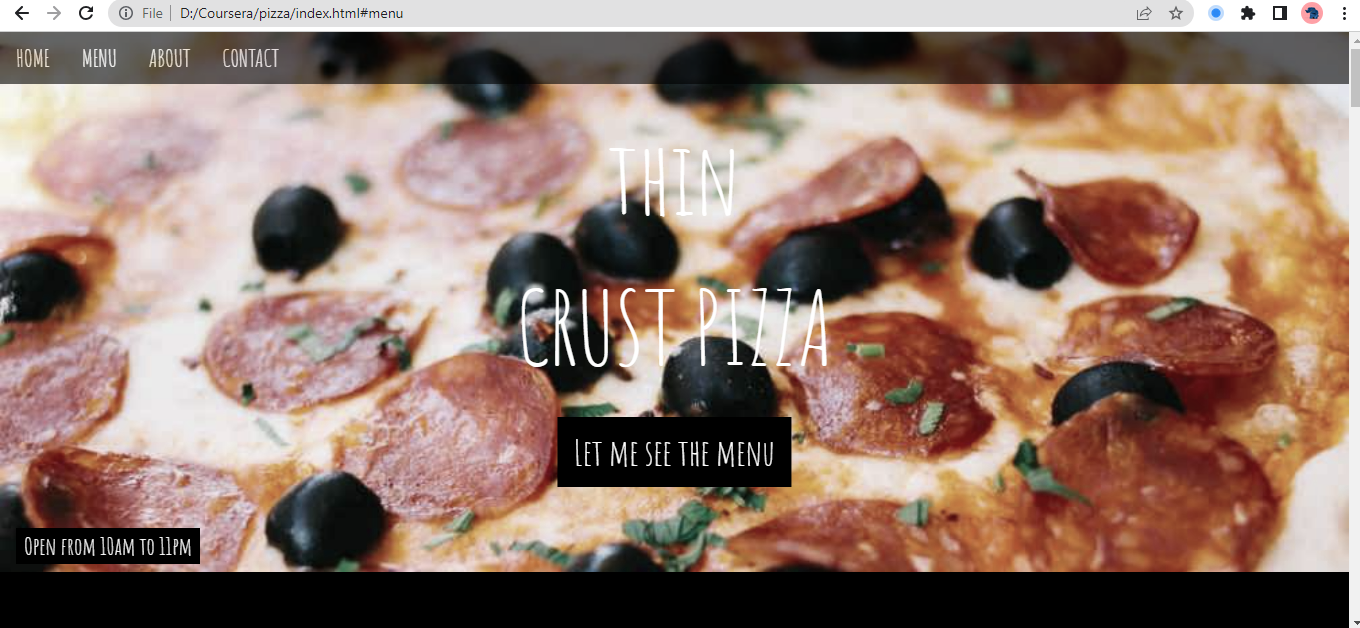 File | D:/Coursera/pizza/index.html#menu
HOME MENU ABOUT CONTACT
THIN
CRUST PIZZA
LET ME SEE THE MENU
OPEN FROM 10AM TO 11PM